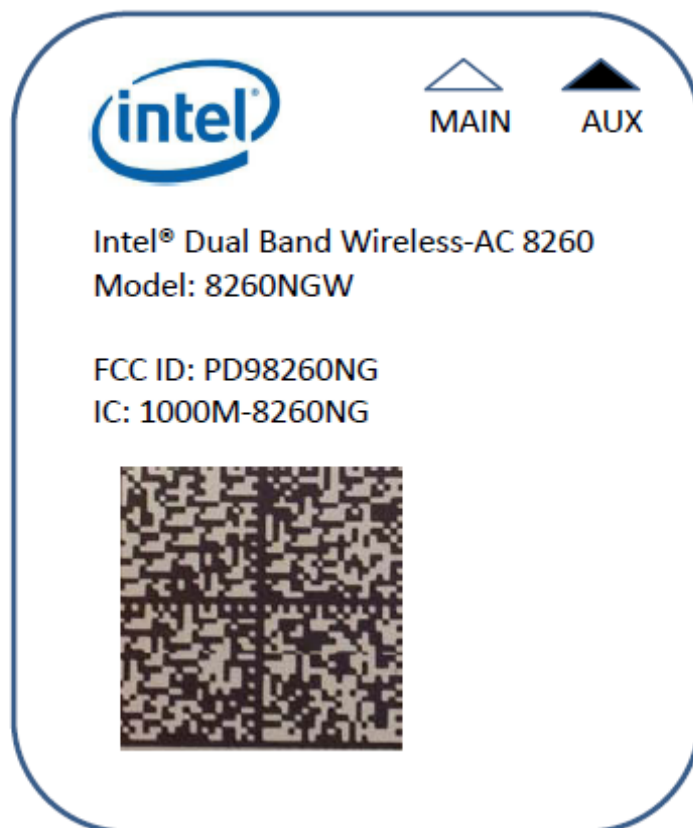 intel®
MAIN AUX
Intel® Dual Band Wireless-AC 8260
Model: 8260NGW
FCC ID: PD98260NG
IC: 1000M-8260NG